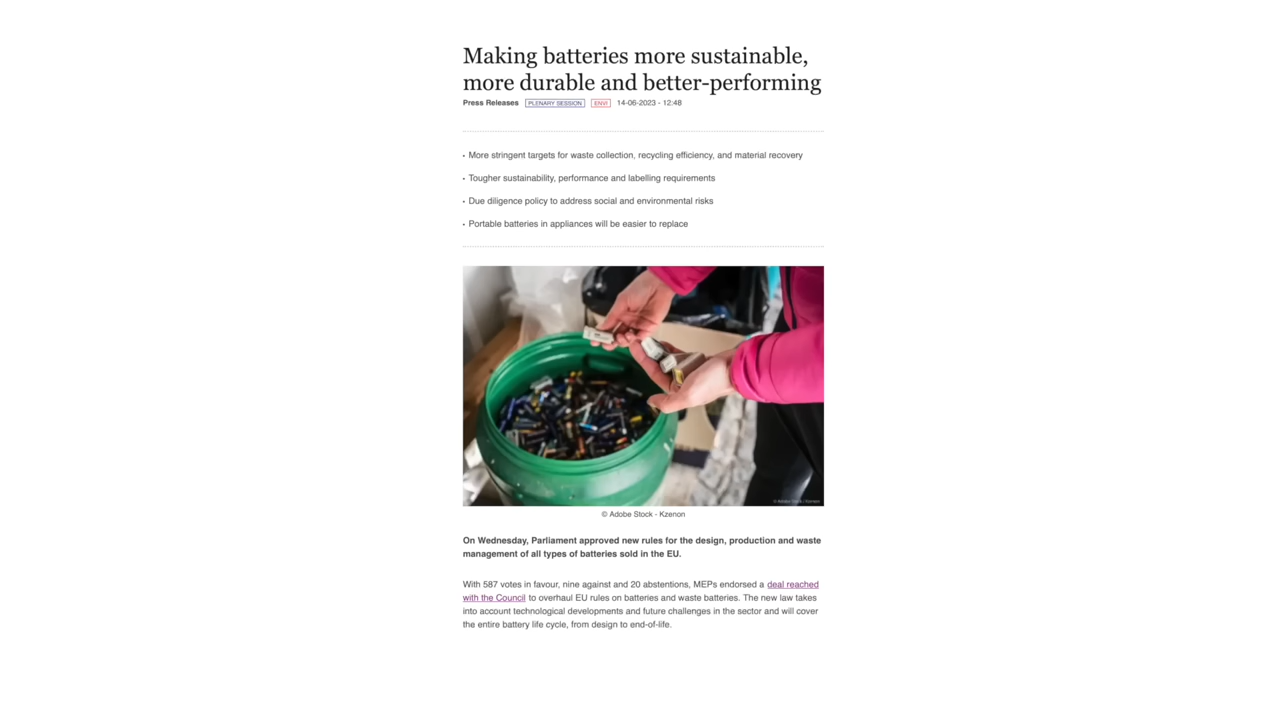 Making batteries more sustainable,
more durable and better-performing
Press Releases PLENARY SESSION ENVI 14-06-2023 - 12:48
• More stringent targets for waste collection, recycling efficiency, and material recovery
• Tougher sustainability, performance and labelling requirements
• Due diligence policy to address social and environmental risks
• Portable batteries in appliances will be easier to replace
© Adobe Stock / Kzenon
© Adobe Stock - Kzenon
On Wednesday, Parliament approved new rules for the design, production and waste
management of all types of batteries sold in the EU.
With 587 votes in favour, nine against and 20 abstentions, MEPs endorsed a deal reached
with the Council to overhaul EU rules on batteries and waste batteries. The new law takes
into account technological developments and future challenges in the sector and will cover
the entire battery life cycle, from design to end-of-life.